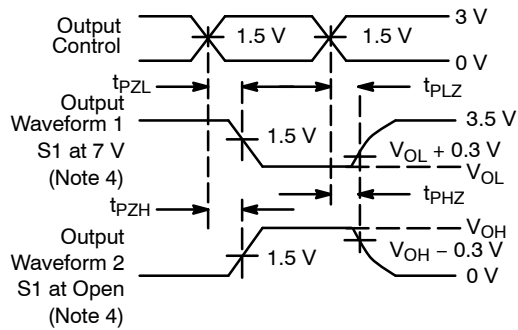 Output
Control
1.5 V
1.5 V
3 V
0 V
tPZL
tPLZ
Output
Waveform 1
S1 at 7 V
(Note 4)
1.5 V
3.5 V
VOL + 0.3 V
VOL
tPZH
tPHZ
Output
Waveform 2
S1 at Open
(Note 4)
1.5 V
VOH
VOH − 0.3 V
0 V